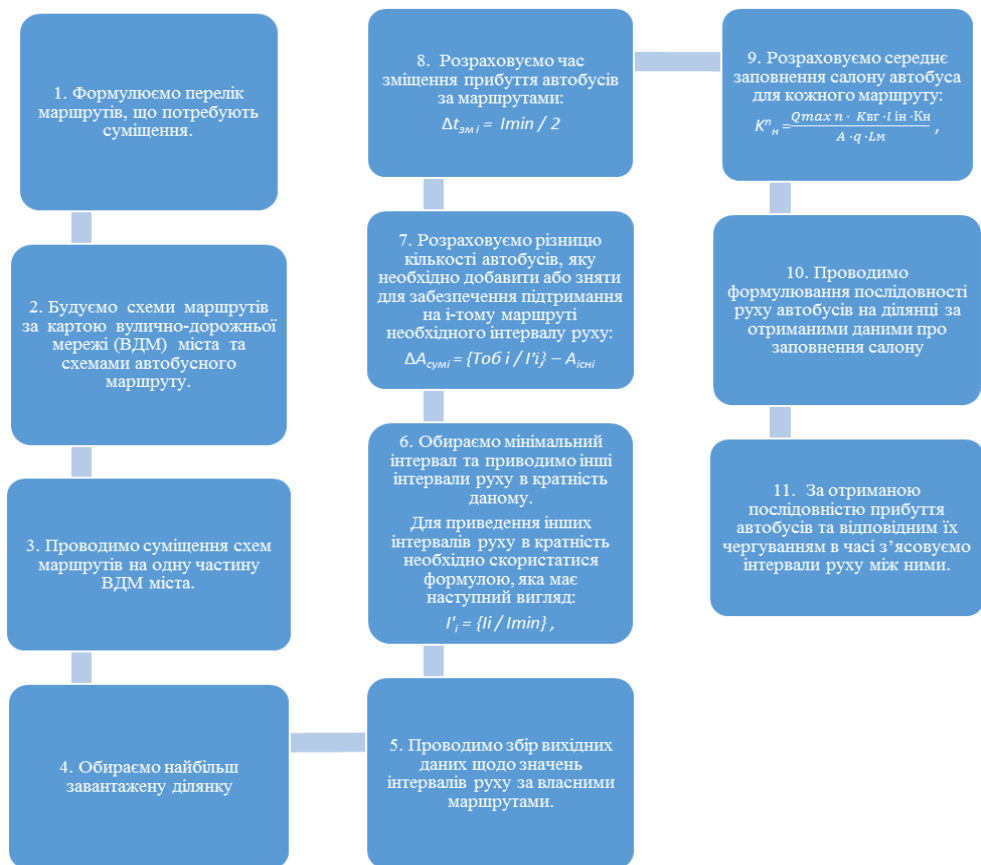 1. Формулюємо перелік
маршрутів, що потребують
суміщення.
2. Будуємо схеми маршрутів
за картою вулично-дорожньої
мережі (ВДМ) міста та
схемами автобусного
маршруту.
3. Проводимо суміщення схем
маршрутів на одну частину
ВДМ міста.
4. Обираємо найбільш
завантажену ділянку
5. Проводимо збір вихідних
даних щодо значень
інтервалів руху за власними
маршрутами.
6. Обираємо мінімальний
інтервал та приводимо інші
інтервали руху в кратність
даному.
Для приведення інших
інтервалів руху в кратність
необхідно скористатися
формулою, яка має
наступний вигляд:
I'i = {Ii / Imin} ,
7. Розраховуємо різницю
кількості автобусів, яку
необхідно добавити або зняти
для забезпечення підтримання
на і-тому маршруті
необхідного інтервалу руху:
ΔAсумі = {Tоб i / I'i} – Aісні
8. Розраховуємо час
зміщення прибуття автобусів
за маршрутами:
Δtзм i = Imin / 2
9. Розраховуємо середнє
заповнення салону автобуса
для кожного маршруту:
Kⁿн = (Qmax n · Kвг · l ін · Кн) / (A · q · Lм) ,
10. Проводимо
формулювання послідовності
руху автобусів на ділянці за
отриманими даними про
заповнення салону
11. За отриманою
послідовністю прибуття
автобусів та відповідним їх
чергуванням в часі з’ясовуємо
інтервали руху між ними.